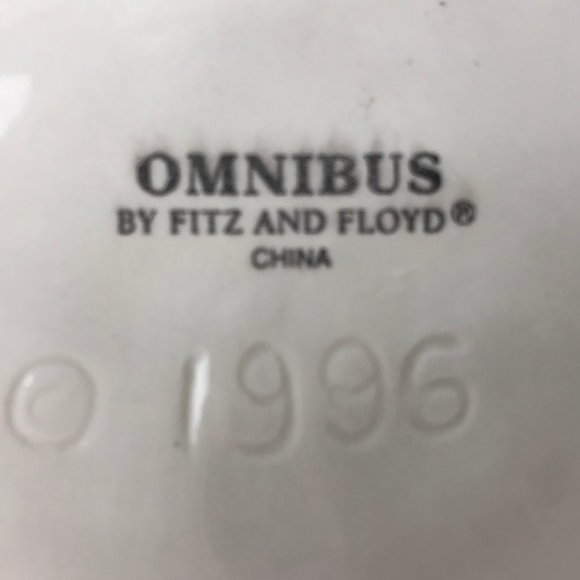 OMNIBUS
BY FITZ AND FLOYD®
CHINA
© 1996